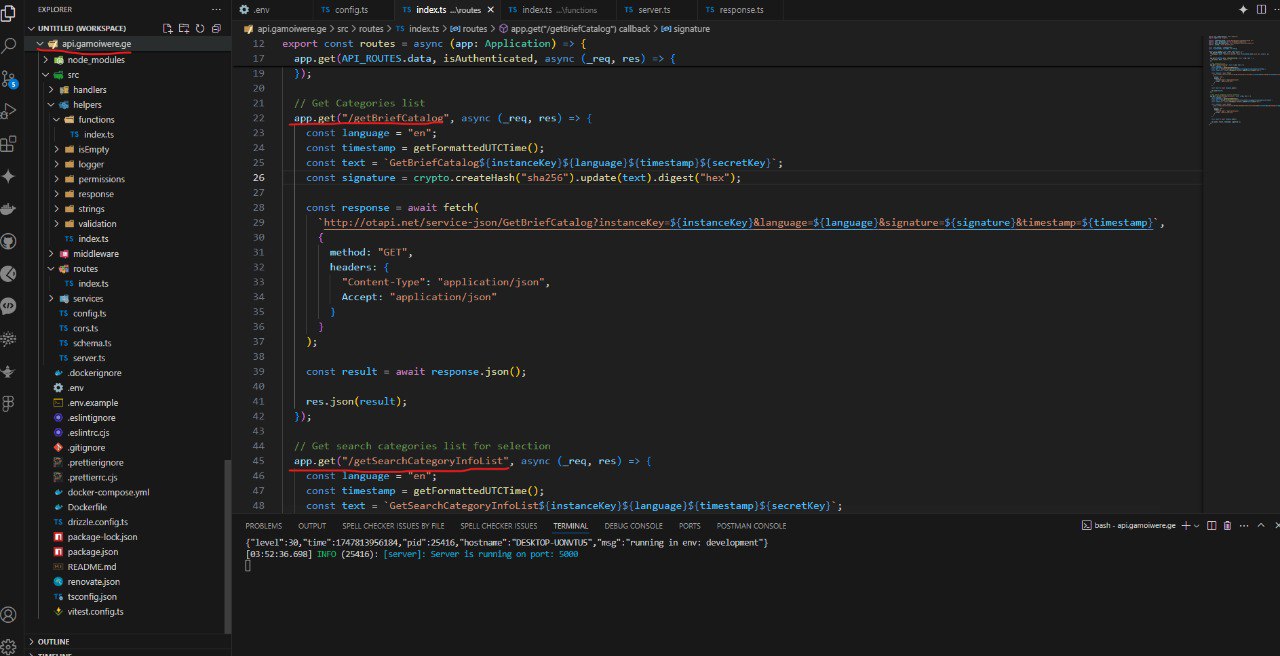 EXPLORER
UNTITLED (WORKSPACE)
api.gamoiwere.ge
node_modules
src
handlers
helpers
functions
TS index.ts
isEmpty
logger
permissions
response
strings
validation
TS index.ts
middleware
routes
TS index.ts
services
TS config.ts
TS cors.ts
TS schema.ts
TS server.ts
.dockerignore
.env
.env.example
.eslintignore
.eslintrc.cjs
.gitignore
.prettierignore
.prettierrc.cjs
docker-compose.yml
Dockerfile
drizzle.config.ts
package-lock.json
package.json
README.md
renovate.json
tsconfig.json
vitest.config.ts
OUTLINE
TIMELINE
5
.env TS config.ts TS index.ts ...\routes TS index.ts ...\functions TS server.ts TS response.ts
api.gamoiwere.ge > src > routes > TS index.ts > routes > app.get("/getBriefCatalog") callback > signature
12 export const routes = async (app: Application) => {
17 app.get(API_ROUTES.data, isAuthenticated, async (_req, res) => {
19 });
20
21 // Get Categories list
22 app.get("/getBriefCatalog", async (_req, res) => {
23 const language = "en";
24 const timestamp = getFormattedUTCTime();
25 const text = `GetBriefCatalog${instanceKey}${language}${timestamp}${secretKey}`;
26 const signature = crypto.createHash("sha256").update(text).digest("hex");
27
28 const response = await fetch(
29 `http://otapi.net/service-json/GetBriefCatalog?instanceKey=${instanceKey}&language=${language}&signature=${signature}&timestamp=${timestamp}`,
30 {
31 method: "GET",
32 headers: {
33 "Content-Type": "application/json",
34 Accept: "application/json"
35 }
36 }
37 );
38
39 const result = await response.json();
40
41 res.json(result);
42 });
43
44 // Get search categories list for selection
45 app.get("/getSearchCategoryInfoList", async (_req, res) => {
46 const language = "en";
47 const timestamp = getFormattedUTCTime();
48 const text = `GetSearchCategoryInfoList${instanceKey}${language}${timestamp}${secretKey}`;
PROBLEMS OUTPUT SPELL CHECKER ISSUES BY FILE SPELL CHECKER ISSUES TERMINAL DEBUG CONSOLE PORTS POSTMAN CONSOLE
bash - api.gamoiwere.ge
{"level":30,"time":1747813956184,"pid":25416,"hostname":"DESKTOP-UONVTUS","msg":"running in env: development"}
[03:52:36.698] INFO (25416): [server]: Server is running on port: 5000